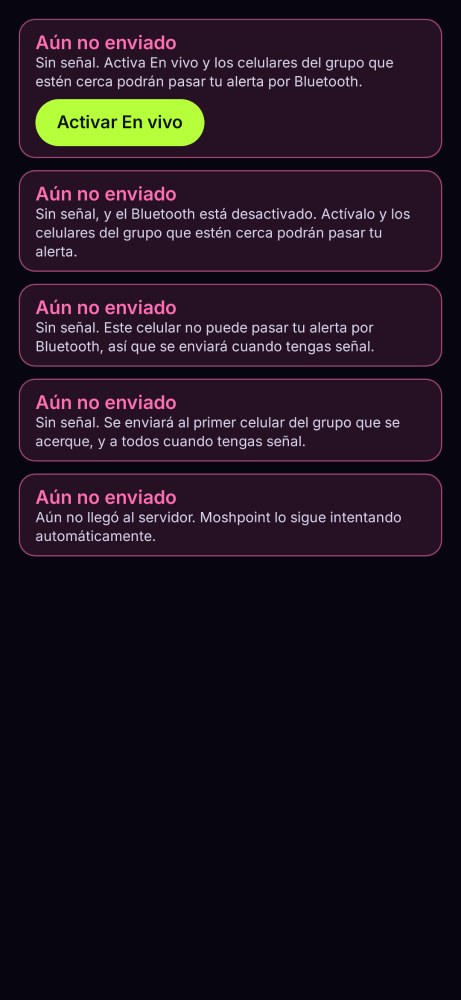 Aún no enviado
Sin señal. Activa En vivo y los celulares del grupo que
estén cerca podrán pasar tu alerta por Bluetooth.
Activar En vivo
Aún no enviado
Sin señal, y el Bluetooth está desactivado. Actívalo y los
celulares del grupo que estén cerca podrán pasar tu
alerta.
Aún no enviado
Sin señal. Este celular no puede pasar tu alerta por
Bluetooth, así que se enviará cuando tengas señal.
Aún no enviado
Sin señal. Se enviará al primer celular del grupo que se
acerque, y a todos cuando tengas señal.
Aún no enviado
Aún no llegó al servidor. Moshpoint lo sigue intentando
automáticamente.